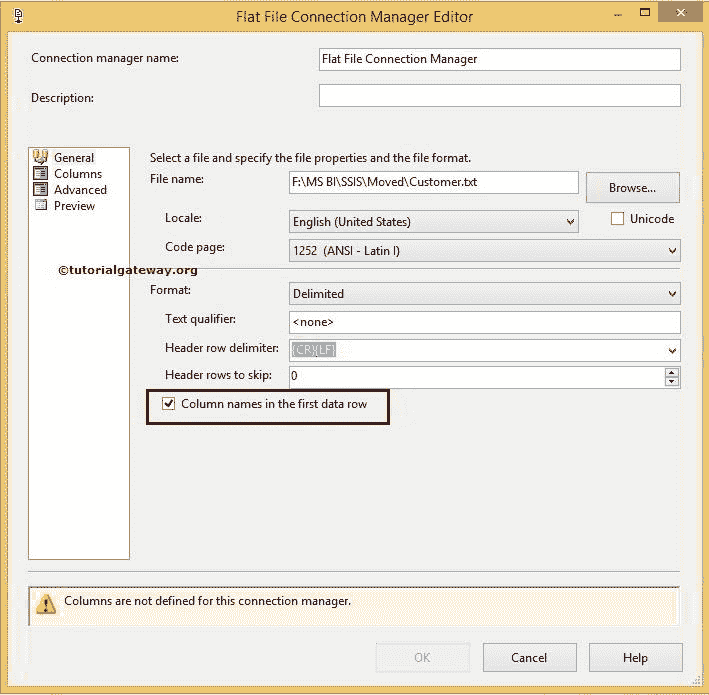 Flat File Connection Manager Editor
Connection manager name:
Flat File Connection Manager
Description:
General
Columns
Advanced
Preview
Select a file and specify the file properties and the file format.
File name:
F:\MS BI\SSIS\Moved\Customer.txt
Browse...
Locale:
English (United States)
Unicode
Code page:
1252 (ANSI - Latin I)
©tutorialgateway.org
Format:
Delimited
Text qualifier:
<none>
Header row delimiter:
{CR}{LF}
Header rows to skip:
0
Column names in the first data row
Columns are not defined for this connection manager.
OK
Cancel
Help